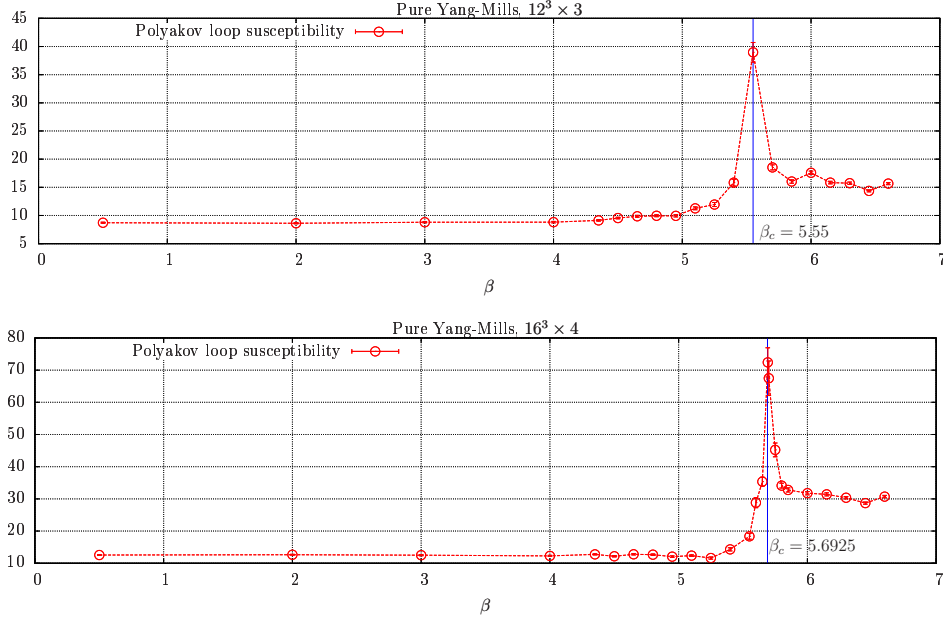 Pure Yang-Mills, 12³ × 3
Polyakov loop susceptibility
45
40
35
30
25
20
15
10
5
β_c = 5.55
0 1 2 3 4 5 6 7
β
Pure Yang-Mills, 16³ × 4
Polyakov loop susceptibility
80
70
60
50
40
30
20
10
β_c = 5.6925
0 1 2 3 4 5 6 7
β